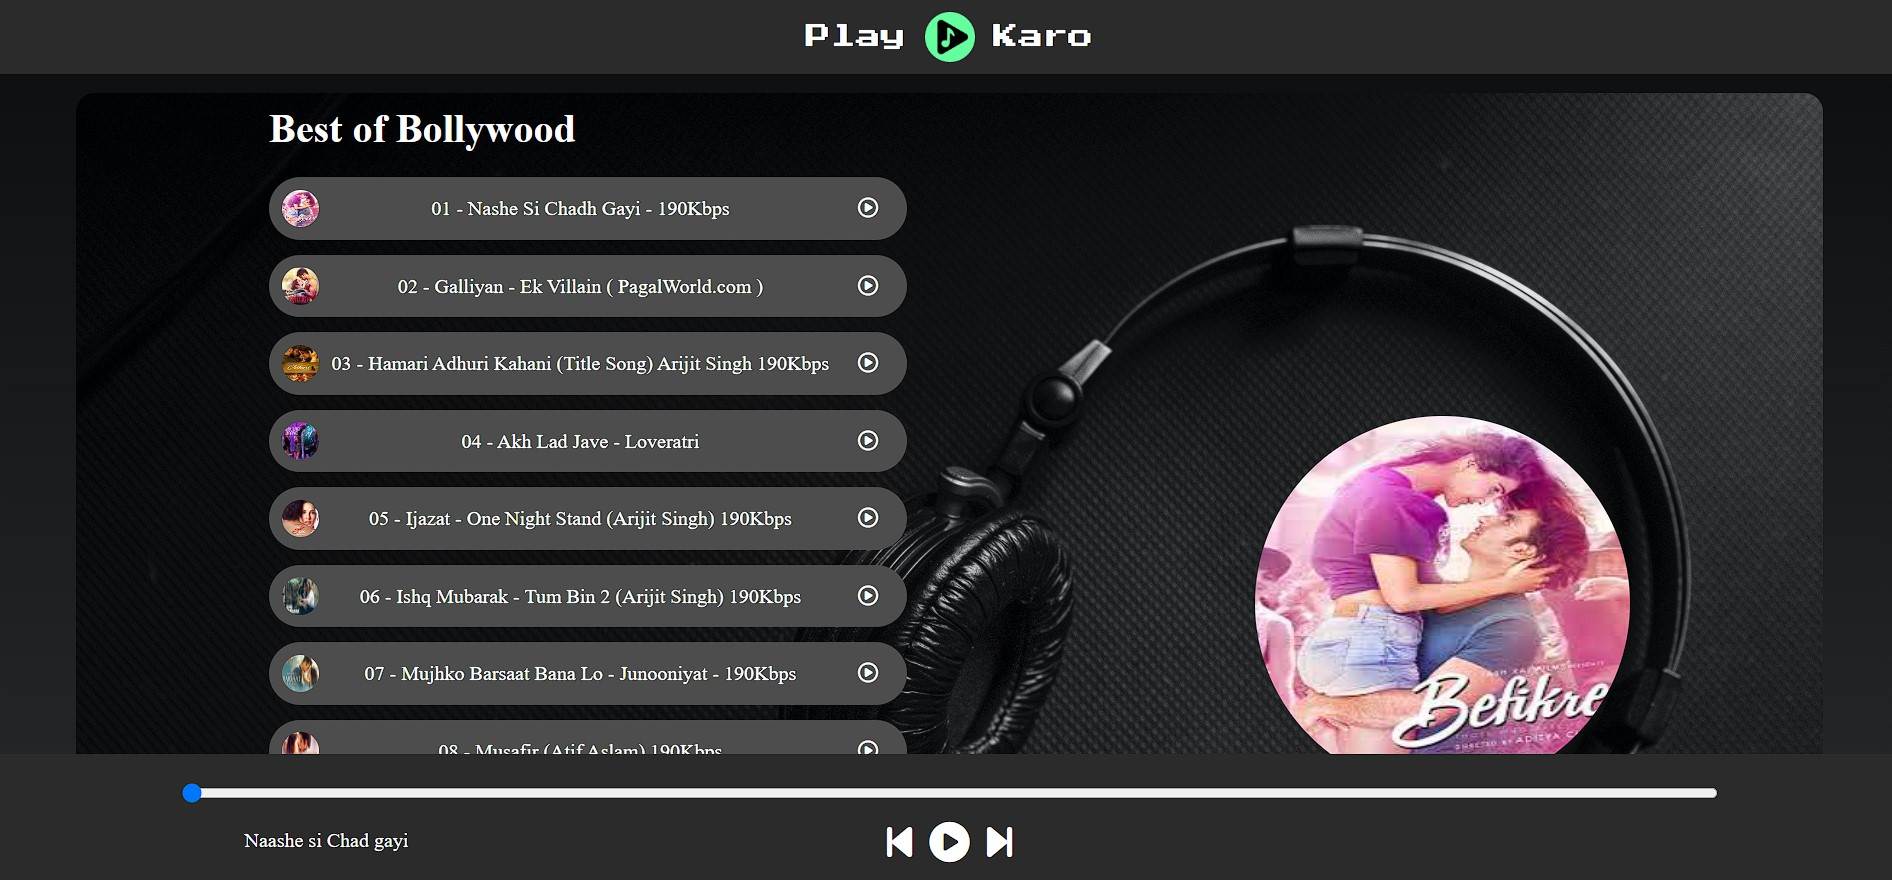 Play Karo
Best of Bollywood
01 - Nashe Si Chadh Gayi - 190Kbps
02 - Galliyan - Ek Villain ( PagalWorld.com )
03 - Hamari Adhuri Kahani (Title Song) Arijit Singh 190Kbps
04 - Akh Lad Jave - Loveratri
05 - Ijazat - One Night Stand (Arijit Singh) 190Kbps
06 - Ishq Mubarak - Tum Bin 2 (Arijit Singh) 190Kbps
07 - Mujhko Barsaat Bana Lo - Junooniyat - 190Kbps
08 - Musafir (Atif Aslam) 190Kbps
Befikre
DIRECTED BY ADITYA
Naashe si Chad gayi